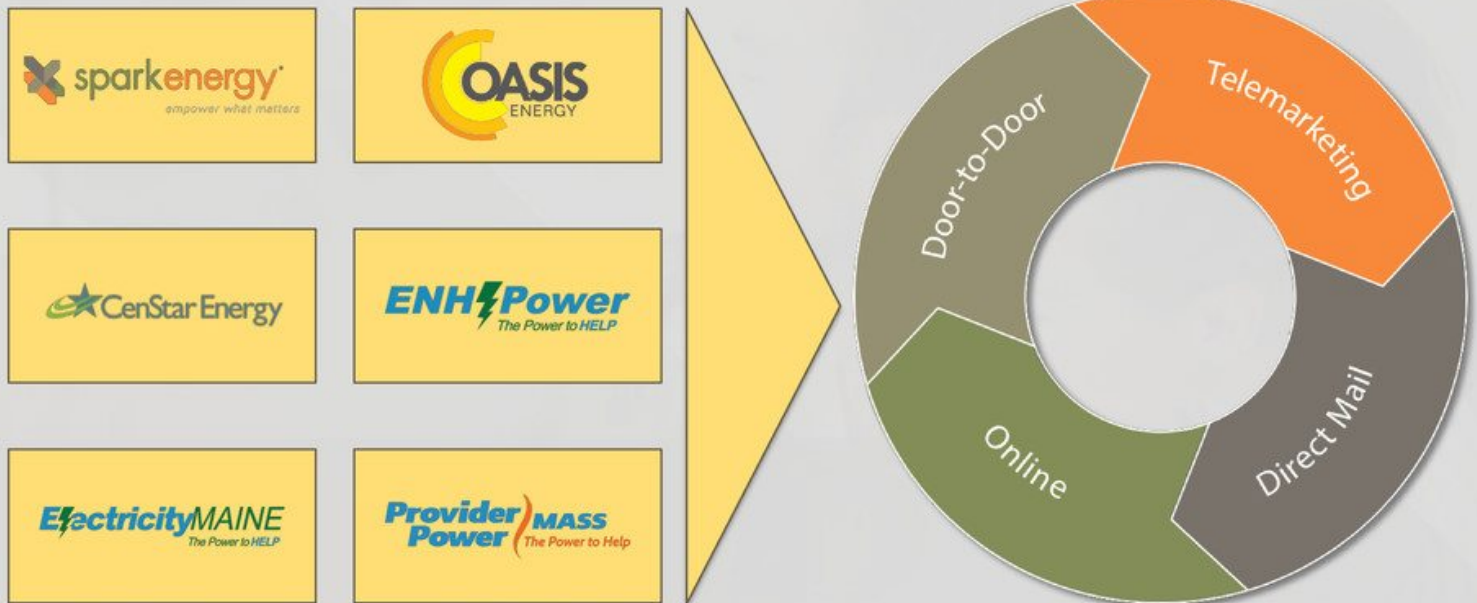 sparkenergy
empower what matters
OASIS
ENERGY
CenStar Energy
ENH Power
The Power to HELP
ElectricityMAINE
The Power to HELP
Provider Power MASS
The Power to Help
Door-to-Door
Telemarketing
Direct Mail
Online